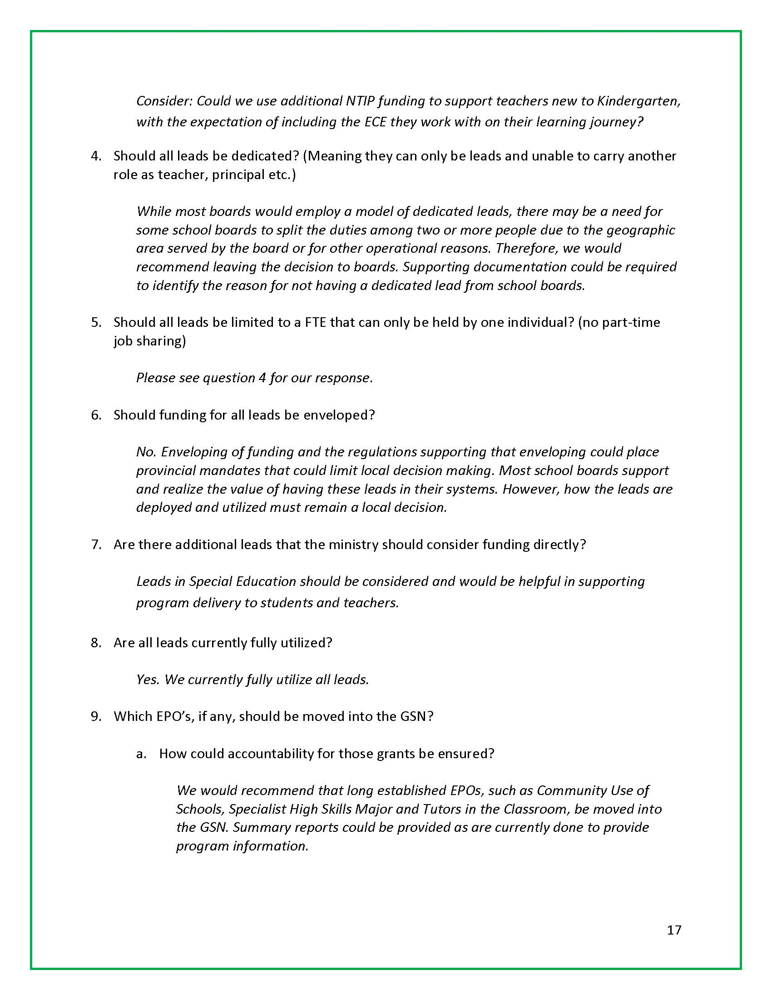 Consider: Could we use additional NTIP funding to support teachers new to Kindergarten,
with the expectation of including the ECE they work with on their learning journey?
4. Should all leads be dedicated? (Meaning they can only be leads and unable to carry another
role as teacher, principal etc.)
While most boards would employ a model of dedicated leads, there may be a need for
some school boards to split the duties among two or more people due to the geographic
area served by the board or for other operational reasons. Therefore, we would
recommend leaving the decision to boards. Supporting documentation could be required
to identify the reason for not having a dedicated lead from school boards.
5. Should all leads be limited to a FTE that can only be held by one individual? (no part-time
job sharing)
Please see question 4 for our response.
6. Should funding for all leads be enveloped?
No. Enveloping of funding and the regulations supporting that enveloping could place
provincial mandates that could limit local decision making. Most school boards support
and realize the value of having these leads in their systems. However, how the leads are
deployed and utilized must remain a local decision.
7. Are there additional leads that the ministry should consider funding directly?
Leads in Special Education should be considered and would be helpful in supporting
program delivery to students and teachers.
8. Are all leads currently fully utilized?
Yes. We currently fully utilize all leads.
9. Which EPO’s, if any, should be moved into the GSN?
a. How could accountability for those grants be ensured?
We would recommend that long established EPOs, such as Community Use of
Schools, Specialist High Skills Major and Tutors in the Classroom, be moved into
the GSN. Summary reports could be provided as are currently done to provide
program information.
17